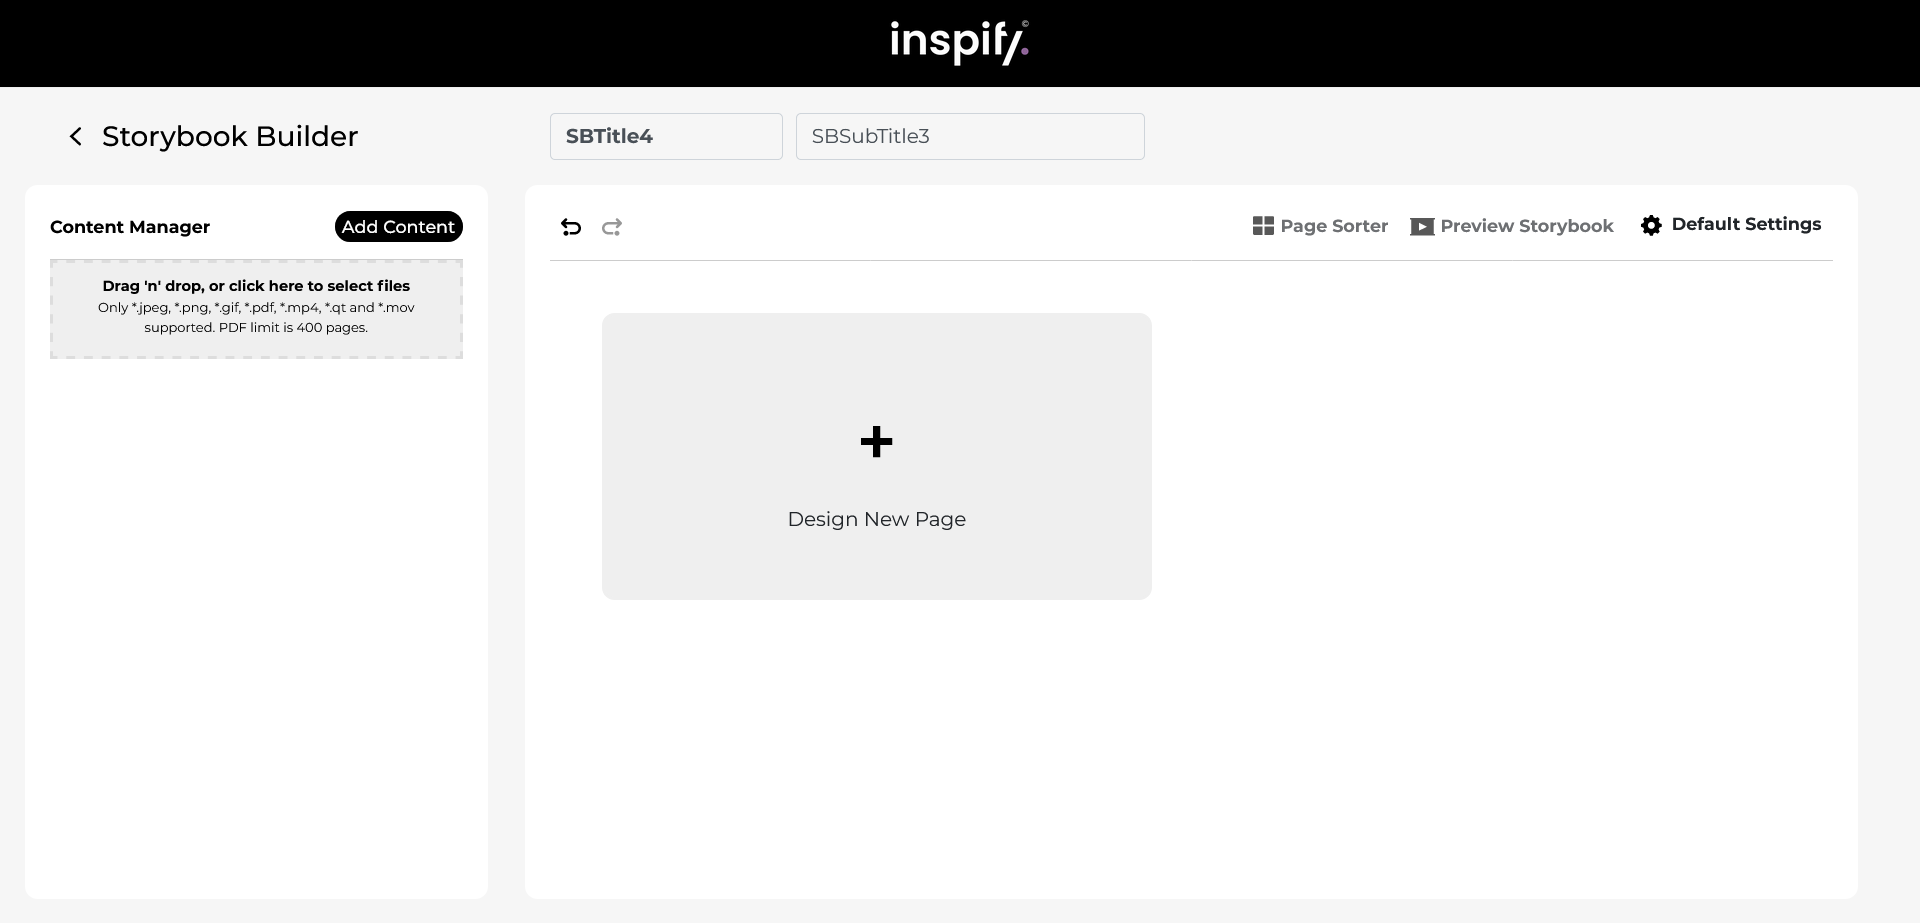 inspify.©
Storybook Builder
SBTitle4
SBSubTitle3
Content Manager
Add Content
Drag 'n' drop, or click here to select files
Only *.jpeg, *.png, *.gif, *.pdf, *.mp4, *.qt and *.mov
supported. PDF limit is 400 pages.
Page Sorter
Preview Storybook
Default Settings
+
Design New Page